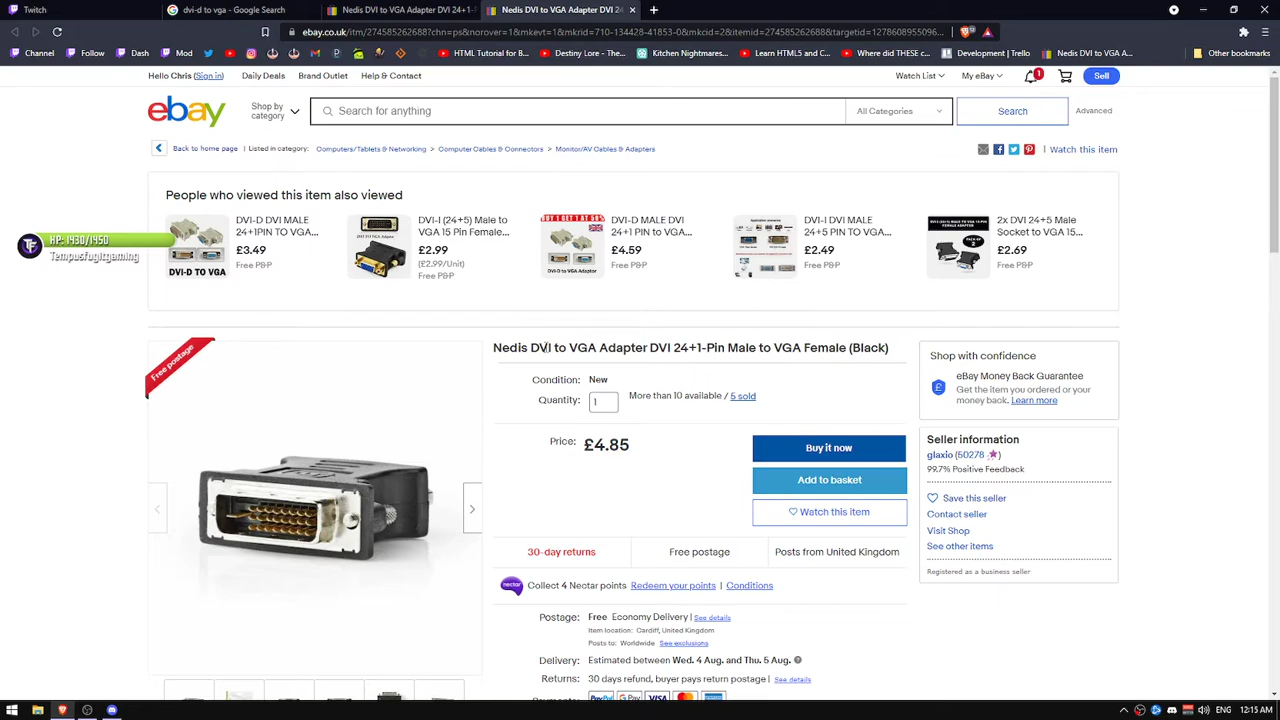 Twitch
dvi-d to vga - Google Search
Nedis DVI to VGA Adapter DVI 24+1-
Nedis DVI to VGA Adapter DVI 24
ebay.co.uk/itm/274585262688?chn=ps&norover=1&mkevt=1&mkrid=710-134428-41853-0&mkcid=2&itemid=274585262688&targetid=1278608955096...
Channel
Follow
Dash
Mod
HTML Tutorial for B...
Destiny Lore - The...
Kitchen Nightmares...
Learn HTML5 and C...
Where did THESE c...
Development
Nedis DVI to VGA A...
Other bookmarks
Hello Chris (Sign in)
Daily Deals
Brand Outlet
Help & Contact
Watch List
My eBay
1
Sell
ebay
Shop by
category
Search for anything
All Categories
Search
Advanced
Back to home page
Listed in category:
Computers/Tablets & Networking > Computer Cables & Connectors > Monitor/AV Cables & Adapters
Watch this item
People who viewed this item also viewed
DVI-D TO VGA
DVI-D DVI MALE
24+1PIN TO VGA...
£3.49
Free P&P
DVI-I (24+5) Male to
VGA 15 Pin Female...
£2.99
(£2.99/Unit)
Free P&P
DVI-D MALE DVI
24+1 PIN to VGA...
£4.59
Free P&P
DVI-I DVI MALE
24+5 PIN to VGA...
£2.49
Free P&P
2x DVI 24+5 Male
Socket to VGA 15...
£2.69
Free P&P
HP: 1430/1450
Tempusfugitgaming
Free postage
Nedis DVI to VGA Adapter DVI 24+1-Pin Male to VGA Female (Black)
Condition: New
Quantity: 1
More than 10 available / 5 sold
Price: £4.85
Buy it now
Add to basket
Watch this item
30-day returns
Free postage
Posts from United Kingdom
Collect 4 Nectar points
Redeem your points | Conditions
Postage: Free Economy Delivery | See details
Item location: Cardiff, United Kingdom
Posts to: Worldwide See exclusions
Delivery: Estimated between Wed. 4 Aug. and Thu. 5 Aug.
Returns: 30 days refund, buyer pays return postage | See details
PayPal G Pay VISA
Shop with confidence
eBay Money Back Guarantee
Get the item you ordered or your
money back. Learn more
Seller information
glaxio (50278)
99.7% Positive Feedback
Save this seller
Contact seller
Visit Shop
See other items
Registered as a business seller
ENG
12:15 AM